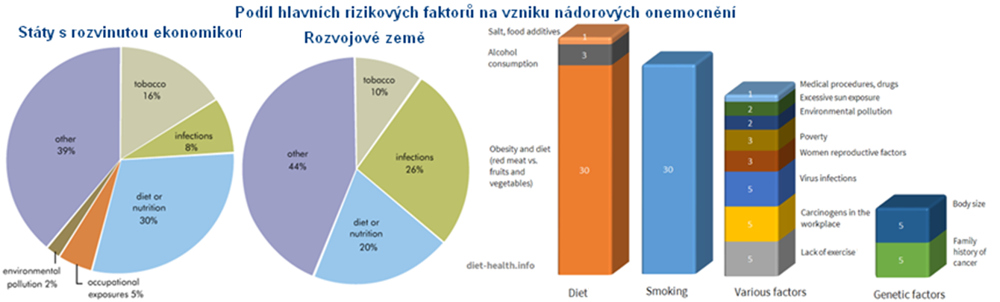 Podíl hlavních rizikových faktorů na vzniku nádorových onemocnění
Státy s rozvinutou ekonomikou
tobacco
16%
infections
8%
diet or
nutrition
30%
occupational
exposures 5%
environmental
pollution 2%
other
39%
Rozvojové země
tobacco
10%
infections
26%
diet or
nutrition
20%
other
44%
Salt, food additives
1
Alcohol
consumption
3
Obesity and diet
(red meat vs.
fruits and
vegetables)
30
diet-health.info
Diet
30
Smoking
1
Medical procedures, drugs
2
Excessive sun exposure
2
Environmental pollution
3
Poverty
3
Women reproductive factors
5
Virus infections
5
Carcinogens in the
workplace
5
Lack of exercise
Various factors
5
Body size
5
Family
history of
cancer
Genetic factors